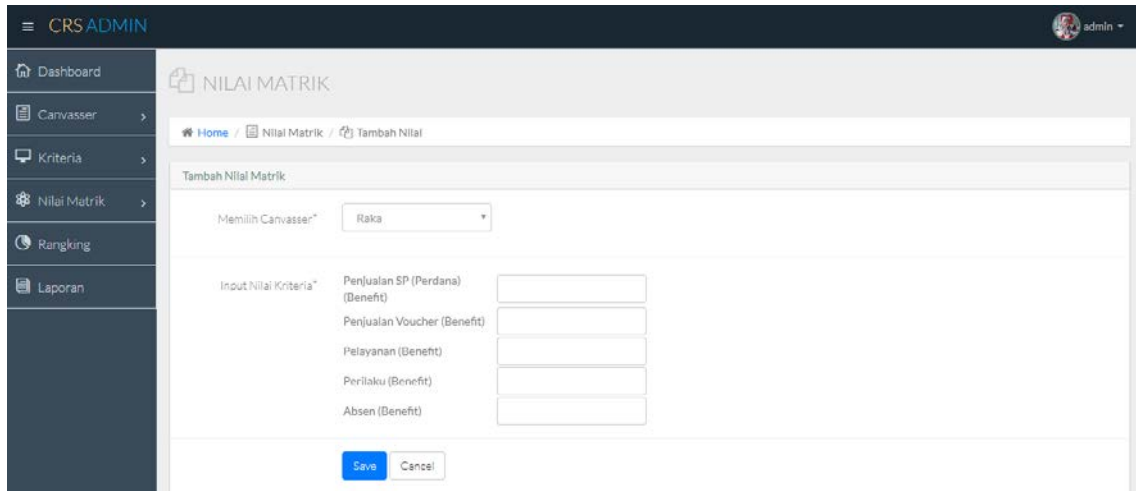 CRS ADMIN
admin
Dashboard
Canvasser
Kriteria
Nilai Matrik
Rangking
Laporan
NILAI MATRIK
Home / Nilai Matrik / Tambah Nilai
Tambah Nilai Matrik
Memilih Canvasser*
Raka
Input Nilai Kriteria*
Penjualan SP (Perdana)
(Benefit)
Penjualan Voucher (Benefit)
Pelayanan (Benefit)
Perilaku (Benefit)
Absen (Benefit)
Save
Cancel